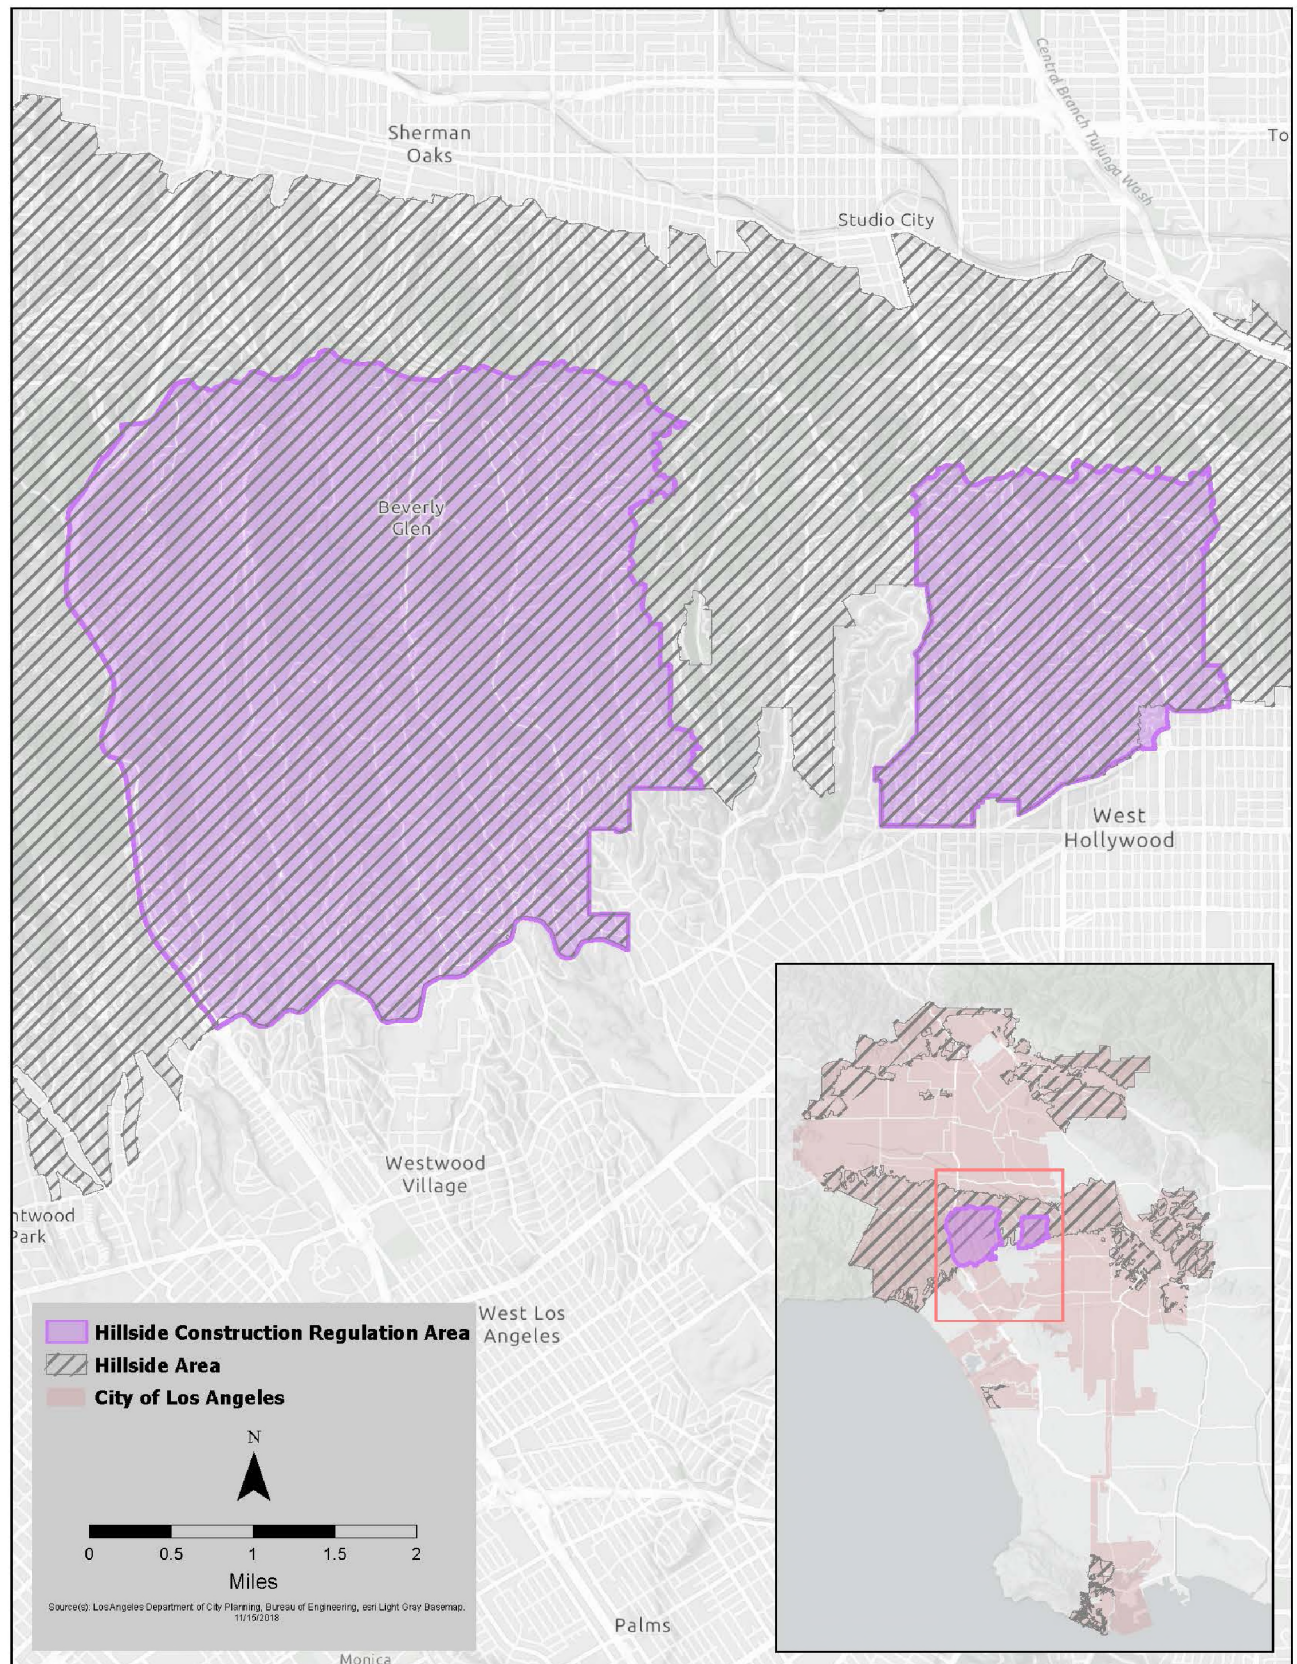 Central Branch Tujunga Wash
Sherman
Oaks
To
Studio City
Beverly
Glen
West
Hollywood
Westwood
Village
ntwood
Park
West Los
Angeles
Hillside Construction Regulation Area
Hillside Area
City of Los Angeles
N
0 0.5 1 1.5 2
Miles
Source(s): Los Angeles Department of City Planning, Bureau of Engineering, esri Light Gray Basemap.
11/15/2018
Palms
Monica